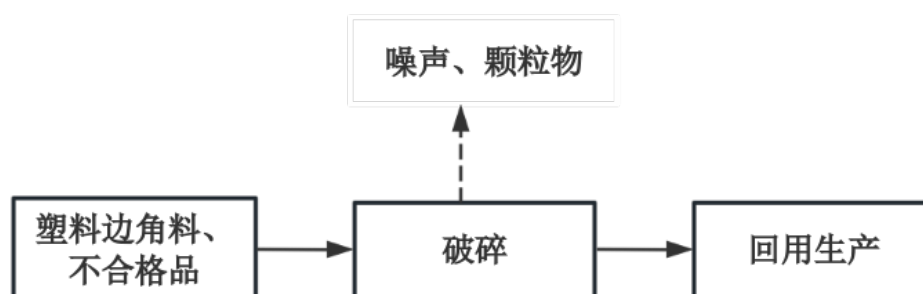 噪声、颗粒物
塑料边角料、
不合格品
破碎
回用生产